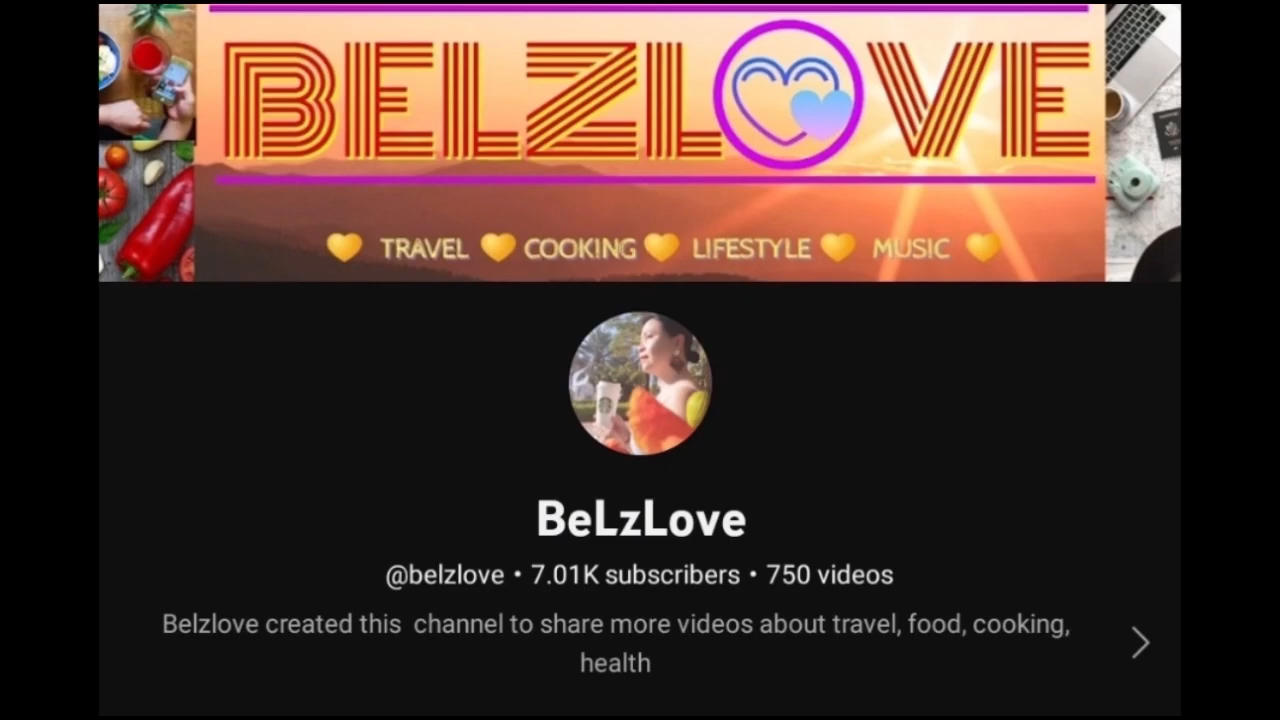 BELZLOVE
TRAVEL COOKING LIFESTYLE MUSIC
BeLzLove
@belzlove • 7.01K subscribers • 750 videos
Belzlove created this channel to share more videos about travel, food, cooking,
health